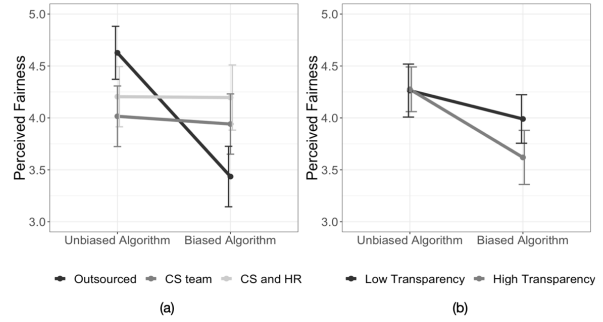 Perceived Fairness
5.0
4.5
4.0
3.5
3.0
Unbiased Algorithm Biased Algorithm
Outsourced CS team CS and HR
(a)
Perceived Fairness
5.0
4.5
4.0
3.5
3.0
Unbiased Algorithm Biased Algorithm
Low Transparency High Transparency
(b)